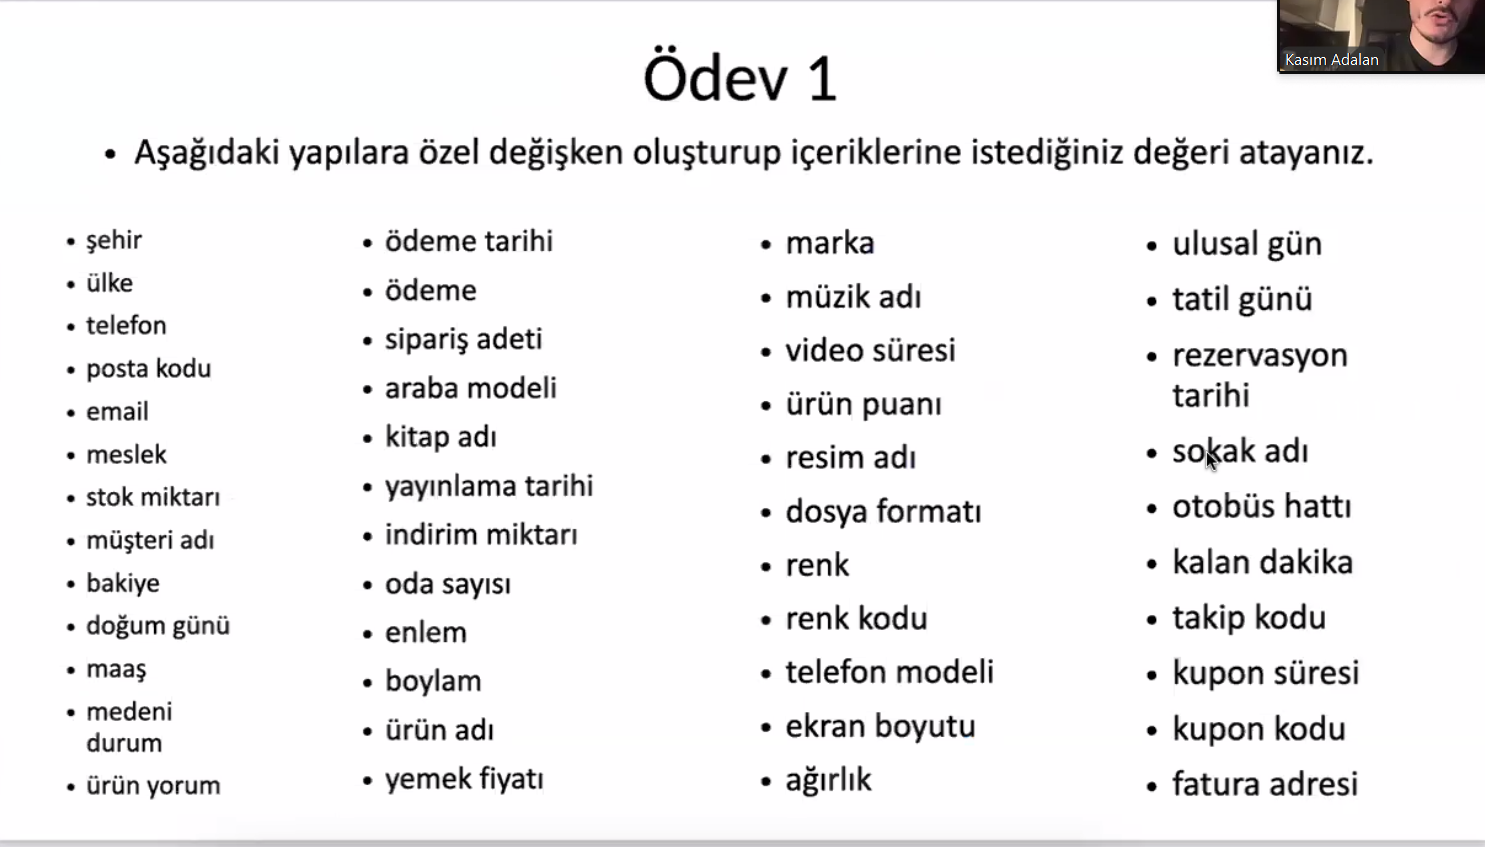 Kasım Adalan
Ödev 1
• Aşağıdaki yapılara özel değişken oluşturup içeriklerine istediğiniz değeri atayanız.
• şehir
• ülke
• telefon
• posta kodu
• email
• meslek
• stok miktarı
• müşteri adı
• bakiye
• doğum günü
• maaş
• medeni
durum
• ürün yorum
• ödeme tarihi
• ödeme
• sipariş adeti
• araba modeli
• kitap adı
• yayınlama tarihi
• indirim miktarı
• oda sayısı
• enlem
• boylam
• ürün adı
• yemek fiyatı
• marka
• müzik adı
• video süresi
• ürün puanı
• resim adı
• dosya formatı
• renk
• renk kodu
• telefon modeli
• ekran boyutu
• ağırlık
• ulusal gün
• tatil günü
• rezervasyon
tarihi
• sokak adı
• otobüs hattı
• kalan dakika
• takip kodu
• kupon süresi
• kupon kodu
• fatura adresi